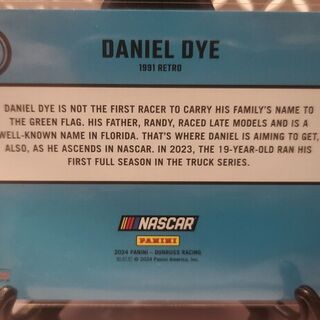 DANIEL DYE
1991 RETRO
DANIEL DYE IS NOT THE FIRST RACER TO CARRY HIS FAMILY'S NAME TO
THE GREEN FLAG. HIS FATHER, RANDY, RACED LATE MODELS AND IS A
WELL-KNOWN NAME IN FLORIDA. THAT'S WHERE DANIEL IS AIMING TO GET,
ALSO, AS HE ASCENDS IN NASCAR. IN 2023, THE 19-YEAR-OLD RAN HIS
FIRST FULL SEASON IN THE TRUCK SERIES.
NASCAR
PANINI
2024 PANINI - DONRUSS RACING
© 2024 Panini America, Inc.